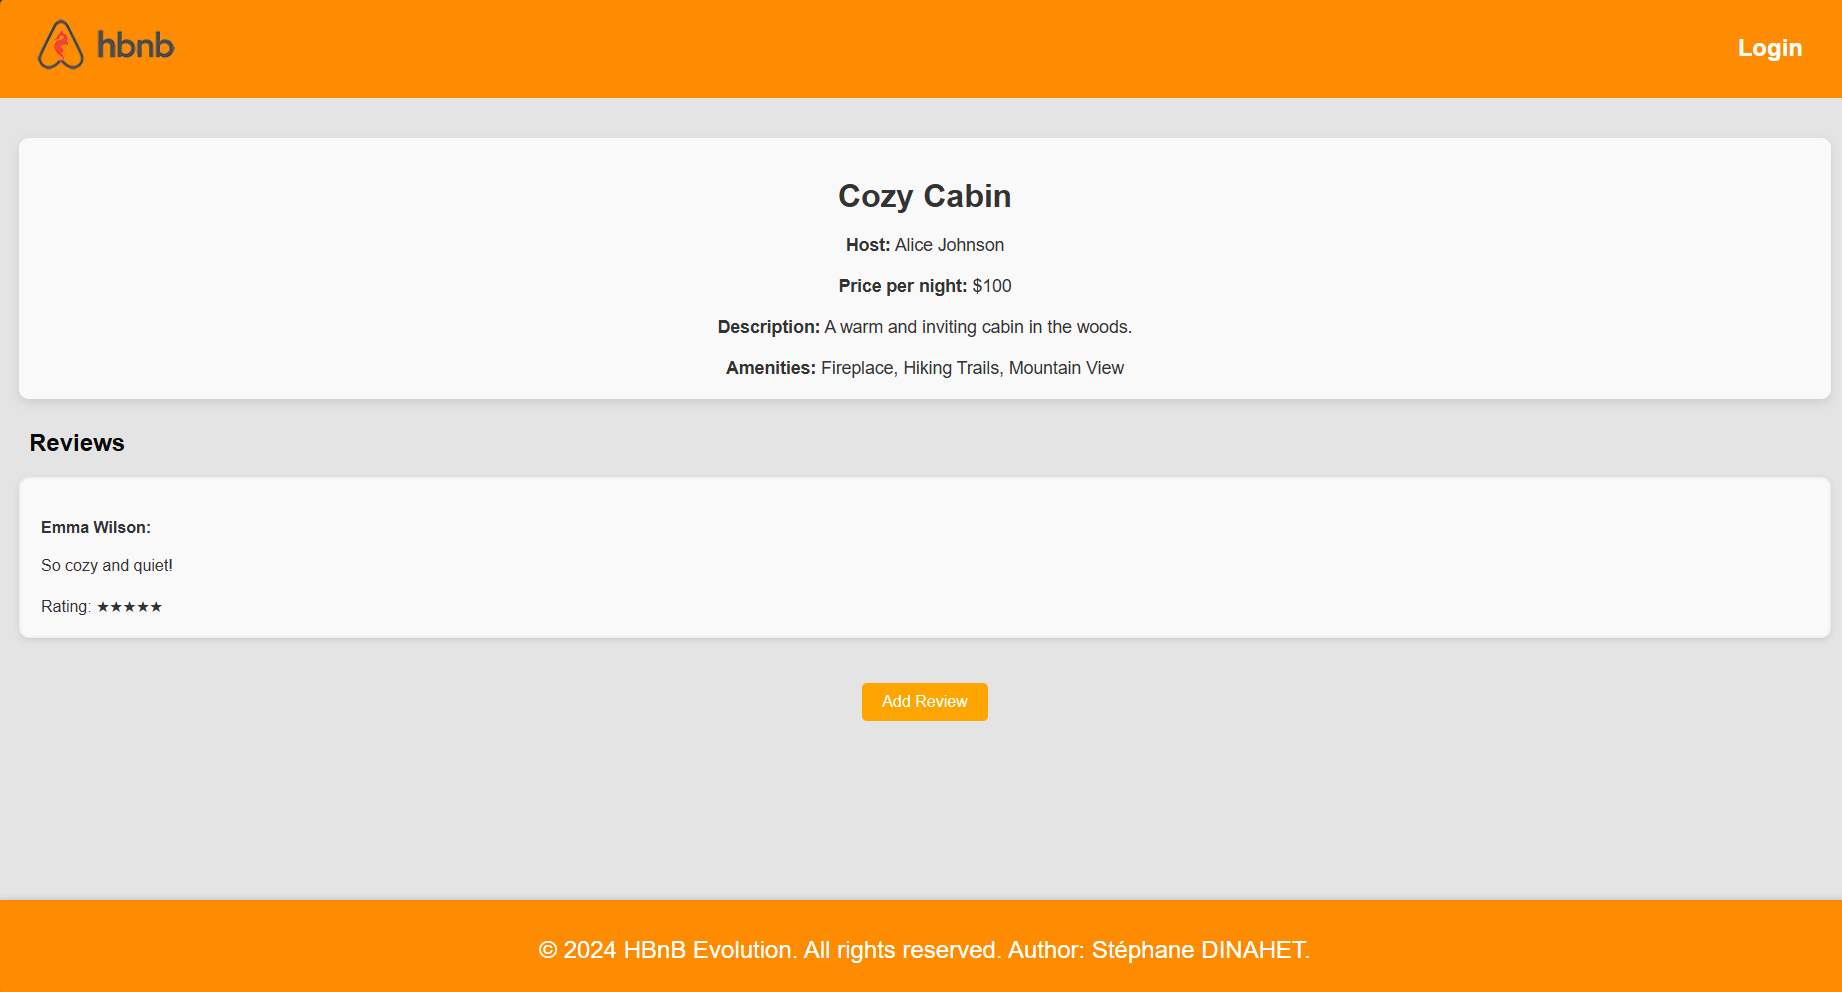 hbnb
Login
Cozy Cabin
Host: Alice Johnson
Price per night: $100
Description: A warm and inviting cabin in the woods.
Amenities: Fireplace, Hiking Trails, Mountain View
Reviews
Emma Wilson:
So cozy and quiet!
Rating: ★★★★★
Add Review
© 2024 HBnB Evolution. All rights reserved. Author: Stéphane DINAHET.